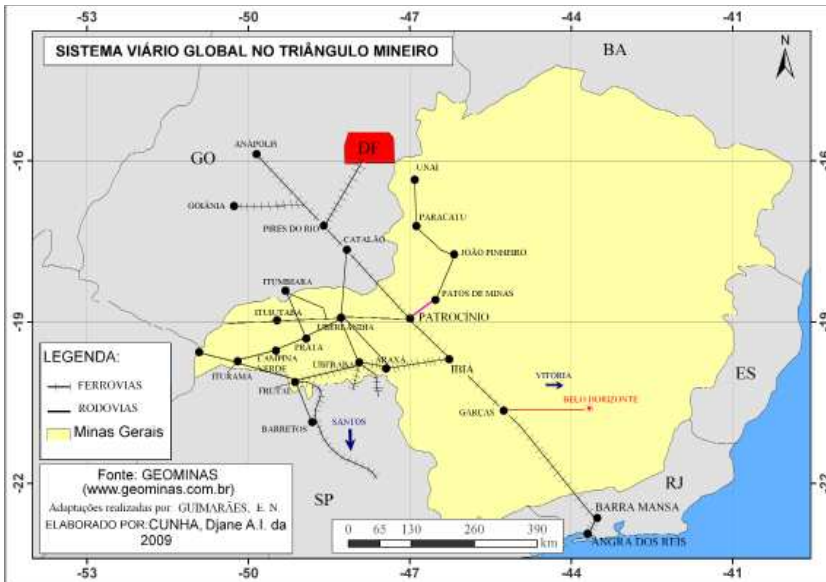 -53 -50 -47 -44 -41
SISTEMA VIÁRIO GLOBAL NO TRIÂNGULO MINEIRO
BA
N
ANÁPOLIS
DF
-16 -16
GO
UNAÍ
GOIÂNIA
PIRES DO RIO
PARACATU
CATALÃO
JOÃO PINHEIRO
ITUMBIARA
PATOS DE MINAS
ITUIUTABA
-19 -19
UBERLÂNDIA
PATROCÍNIO
PRATA
LEGENDA:
CAMPINA
VERDE
UBERABA
ARAXÁ
IBIÁ
VITÓRIA
ES
ITURAMA
FERROVIAS
FRUTAL
BELO HORIZONTE
RODOVIAS
GARÇAS
Minas Gerais
BARRETOS
SANTOS
Fonte: GEOMINAS
(www.geominas.com.br)
Adaptações realizadas por GUIMARÃES, E. N.
ELABORADO POR:CUNHA, Djane A.I. da
2009
-22 -22
RJ
SP
BARRA MANSA
0 65 130 260 390
km
ANGRA DOS REIS
-53 -50 -47 -44 -41